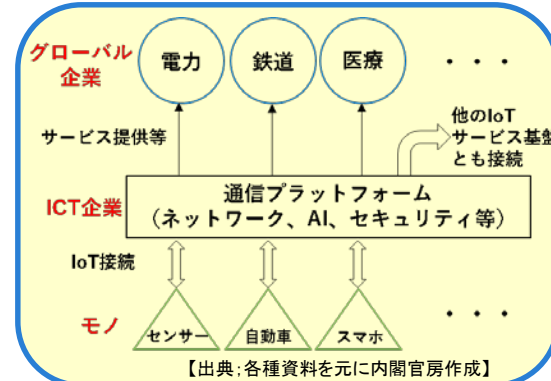 グローバル
企業
電力
鉄道
医療
・・・
サービス提供等
他のIoT
サービス基盤
とも接続
ICT企業
通信プラットフォーム
（ネットワーク、AI、セキュリティ等）
IoT接続
モノ
センサー
自動車
スマホ
・・・
【出典；各種資料を元に内閣官房作成】